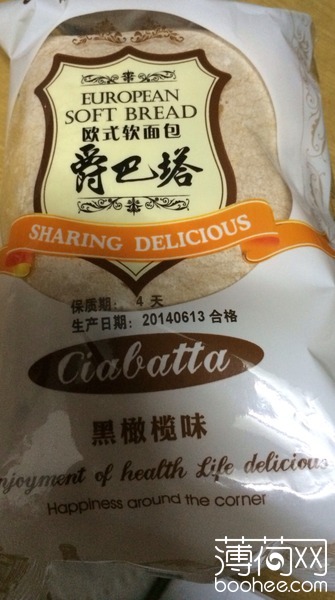 EUROPEAN
SOFT BREAD
欧式软面包
爵巴塔
SHARING DELICIOUS
保质期: 4 天
生产日期: 20140613 合格
Ciabatta
黑橄榄味
njoyment of health Life delicious
Happiness around the corner
薄荷网
boohee.com